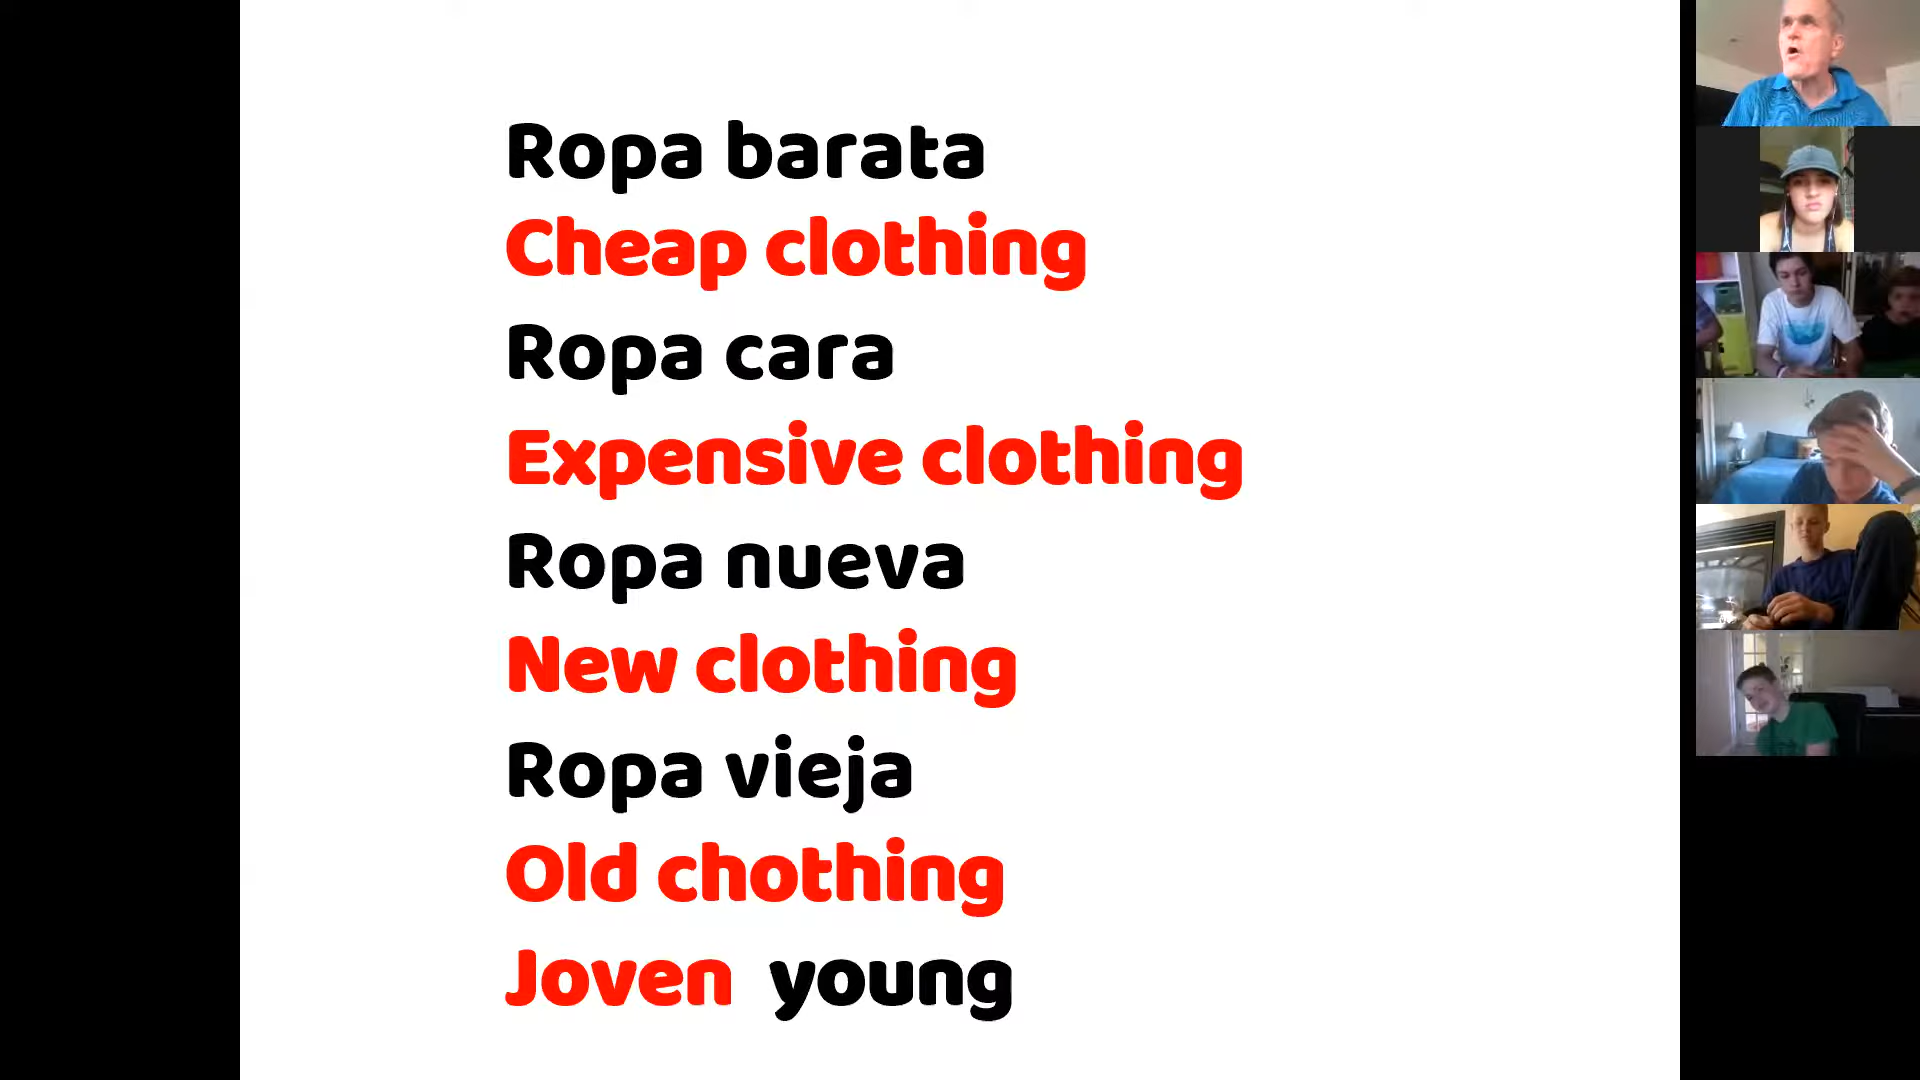 Ropa barata
Cheap clothing
Ropa cara
Expensive clothing
Ropa nueva
New clothing
Ropa vieja
Old chothing
Joven young